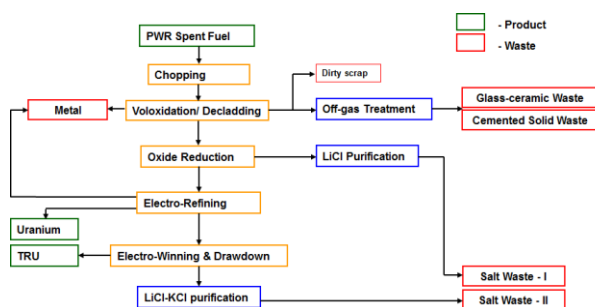 PWR Spent Fuel
- Product
- Waste
Chopping
Dirty scrap
Metal
Voloxidation/ Decladding
Off-gas Treatment
Glass-ceramic Waste
Cemented Solid Waste
Oxide Reduction
LiCl Purification
Electro-Refining
Uranium
TRU
Electro-Winning & Drawdown
Salt Waste - I
LiCl-KCl purification
Salt Waste - II